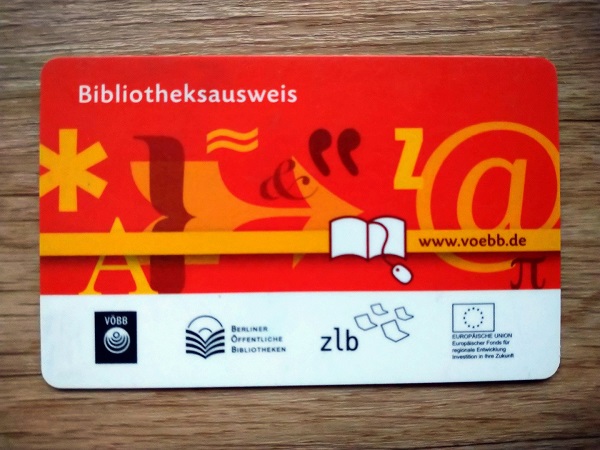 Bibliotheksausweis
*
}
≈
&
”
z
@
A
www.voebb.de
π
VÖBB
BERLINER
ÖFFENTLICHE
BIBLIOTHEKEN
zlb
EUROPÄISCHE UNION
Europäischer Fonds für
regionale Entwicklung
Investition in Ihre Zukunft